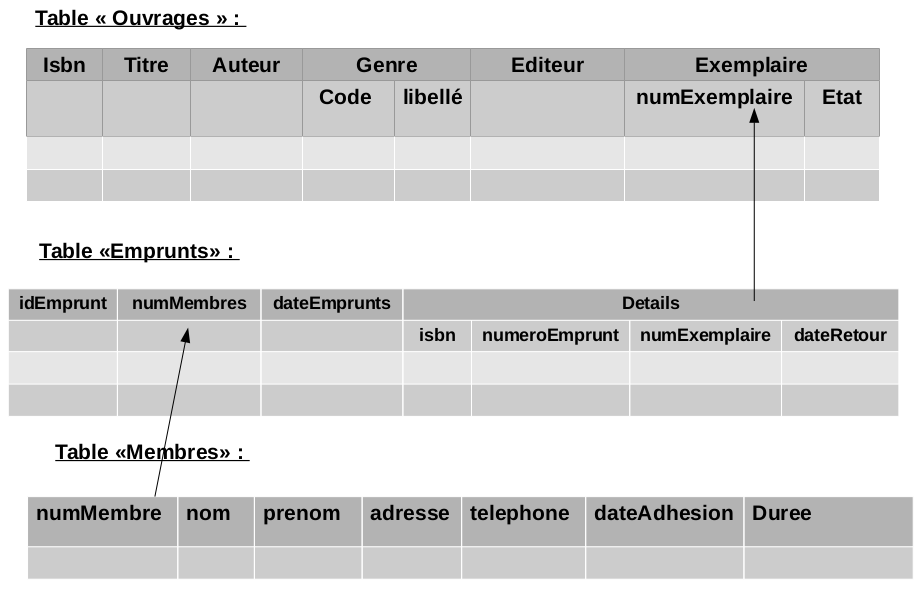 Table « Ouvrages » :
Isbn Titre Auteur Genre Editeur Exemplaire
Code libellé numExemplaire Etat
Table «Emprunts» :
idEmprunt numMembres dateEmprunts Details
isbn numeroEmprunt numExemplaire dateRetour
Table «Membres» :
numMembre nom prenom adresse telephone dateAdhesion Duree